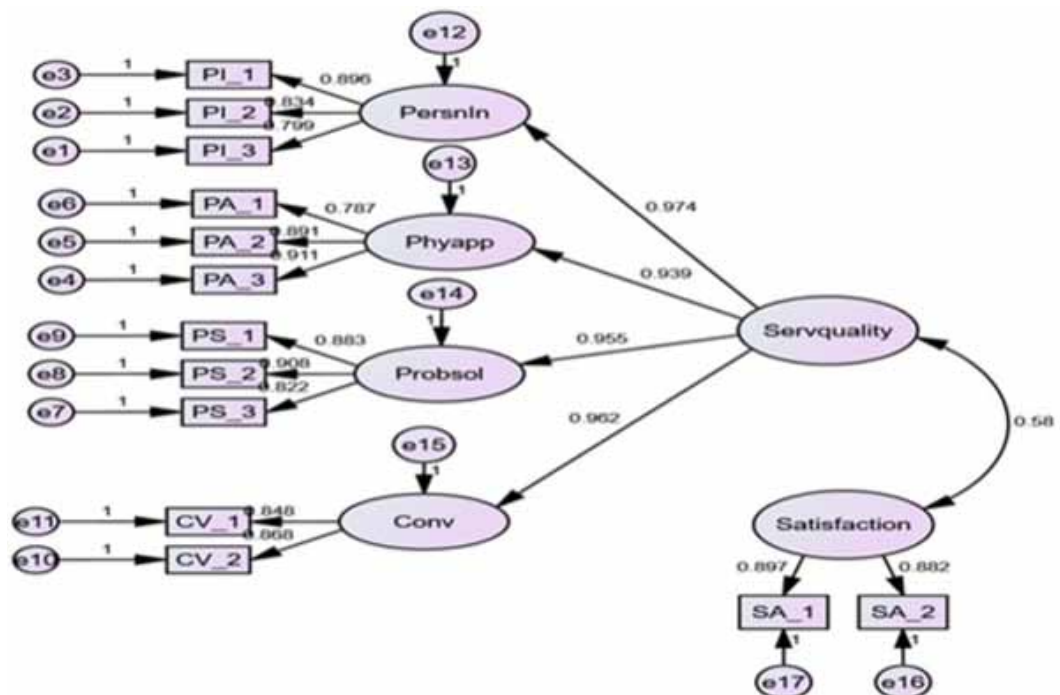 e12
1
e3 1 PI_1 0.896
e2 1 PI_2 0.834 PersnIn
e1 1 PI_3 0.799
e13
1
e6 1 PA_1 0.787 0.974
e5 1 PA_2 0.891 Phyapp
e4 1 PA_3 0.911 0.939
e14
1
e9 1 PS_1 0.883 0.955 Servquality
e8 1 PS_2 0.908 Probsol
e7 1 PS_3 0.822
0.962 0.58
e15
1
e11 1 CV_1 0.848 Conv Satisfaction
e10 1 CV_2 0.868
0.897 0.882
SA_1 SA_2
1 1
e17 e16